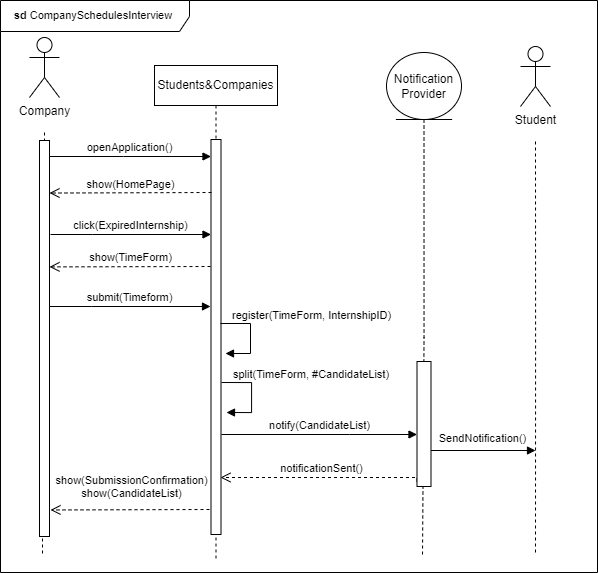 sd CompanySchedulesInterview
Company
Students&Companies
Notification
Provider
Student
openApplication()
show(HomePage)
click(ExpiredInternship)
show(TimeForm)
submit(Timeform)
register(TimeForm, InternshipID)
split(TimeForm, #CandidateList)
notify(CandidateList)
SendNotification()
notificationSent()
show(SubmissionConfirmation)
show(CandidateList)